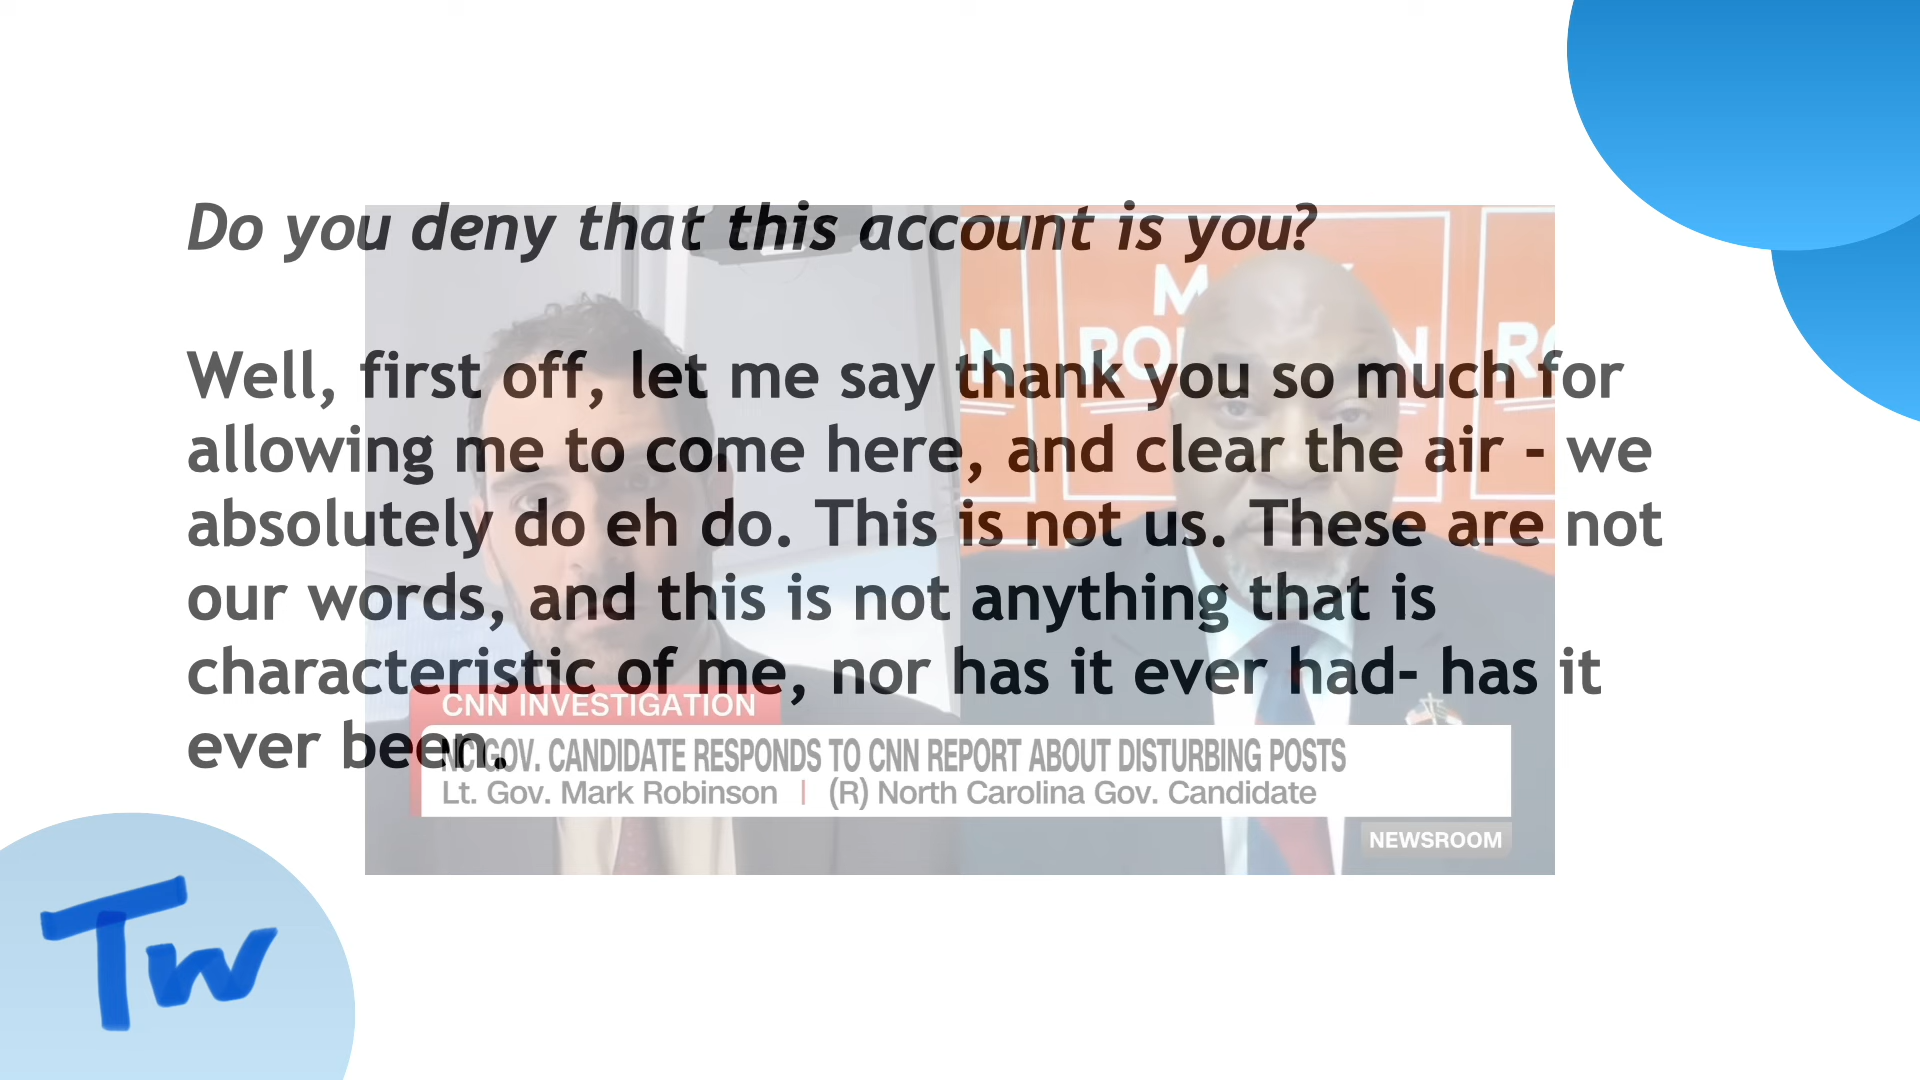 Do you deny that this account is you?
Well, first off, let me say thank you so much for
allowing me to come here, and clear the air - we
absolutely do eh do. This is not us. These are not
our words, and this is not anything that is
characteristic of me, nor has it ever had- has it
ever been.
M
ON
RO
N
RO
CNN INVESTIGATION
NC GOV. CANDIDATE RESPONDS TO CNN REPORT ABOUT DISTURBING POSTS
Lt. Gov. Mark Robinson | (R) North Carolina Gov. Candidate
NEWSROOM
Tw